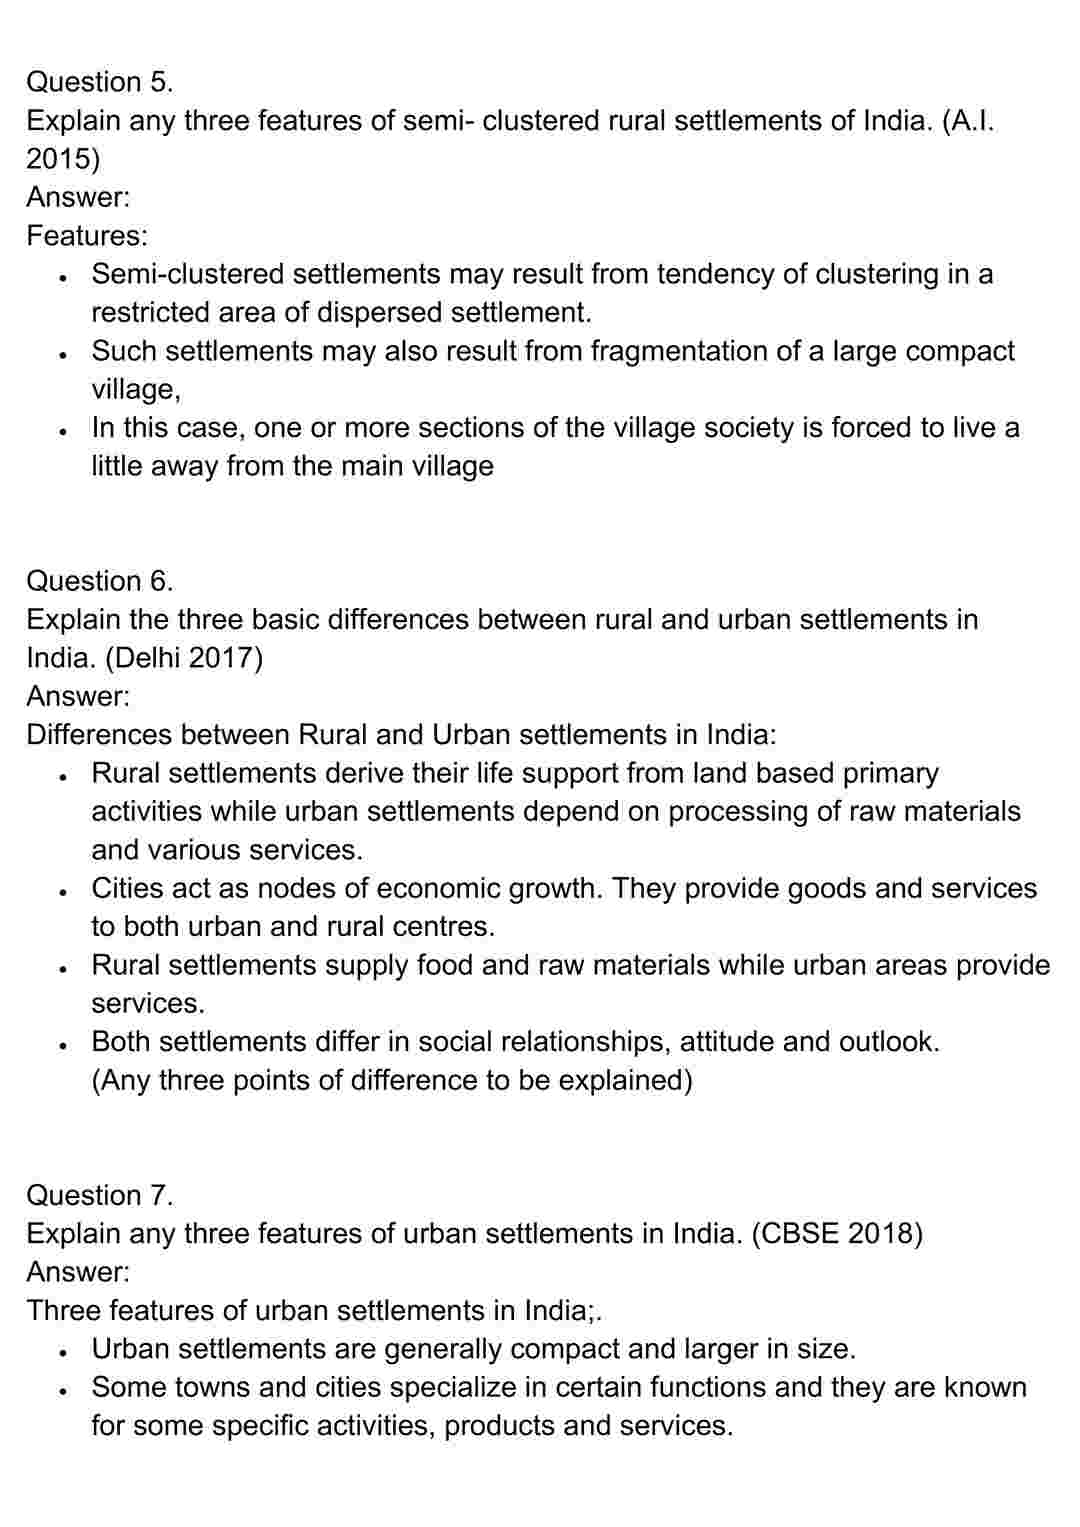 Question 5.
Explain any three features of semi- clustered rural settlements of India. (A.I.
2015)
Answer:
Features:
• Semi-clustered settlements may result from tendency of clustering in a
restricted area of dispersed settlement.
• Such settlements may also result from fragmentation of a large compact
village,
• In this case, one or more sections of the village society is forced to live a
little away from the main village
Question 6.
Explain the three basic differences between rural and urban settlements in
India. (Delhi 2017)
Answer:
Differences between Rural and Urban settlements in India:
• Rural settlements derive their life support from land based primary
activities while urban settlements depend on processing of raw materials
and various services.
• Cities act as nodes of economic growth. They provide goods and services
to both urban and rural centres.
• Rural settlements supply food and raw materials while urban areas provide
services.
• Both settlements differ in social relationships, attitude and outlook.
(Any three points of difference to be explained)
Question 7.
Explain any three features of urban settlements in India. (CBSE 2018)
Answer:
Three features of urban settlements in India;.
• Urban settlements are generally compact and larger in size.
• Some towns and cities specialize in certain functions and they are known
for some specific activities, products and services.